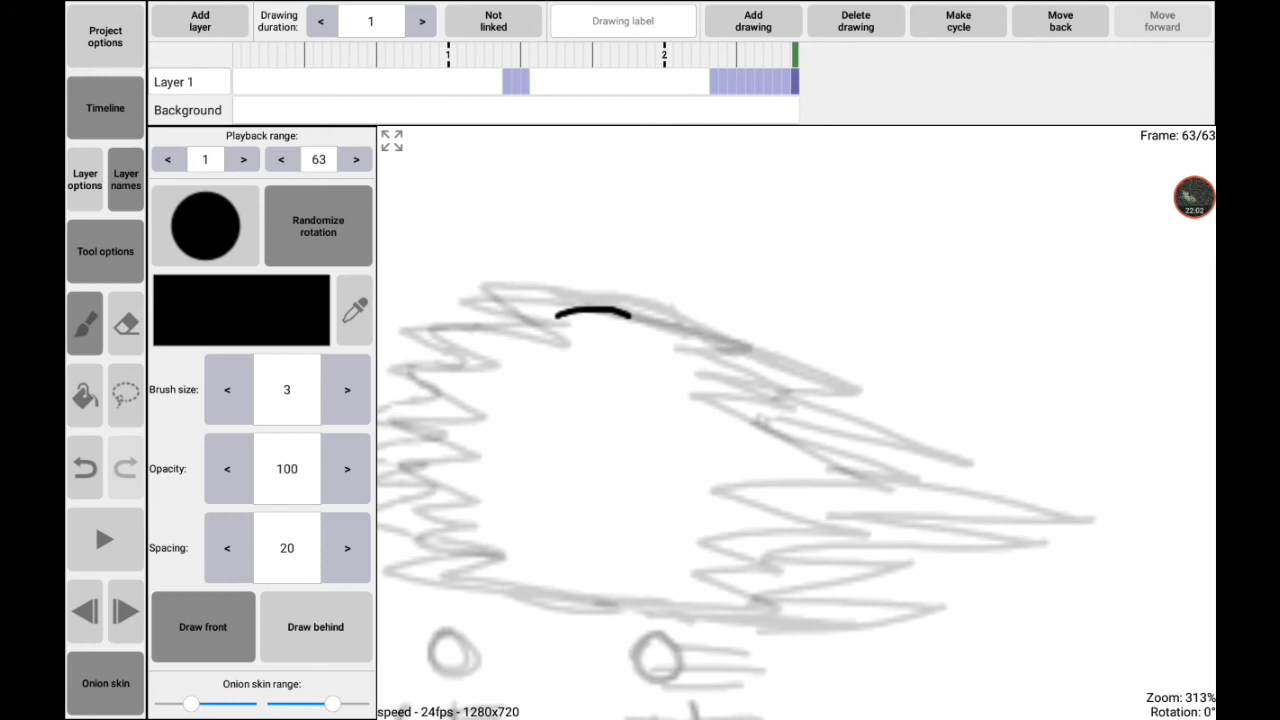 Project
options
Add
layer
Drawing
duration:
<
1
>
Not
linked
Drawing label
Add
drawing
Delete
drawing
Make
cycle
Move
back
Move
forward
1
2
Timeline
Layer 1
Background
Layer
options
Layer
names
Playback range:
<
1
>
<
63
>
Frame: 63/63
Randomize
rotation
22:02
Tool options
Brush size:
<
3
>
Opacity:
<
100
>
Spacing:
<
20
>
Draw front
Draw behind
Onion skin
Onion skin range:
speed - 24fps - 1280x720
Zoom: 313%
Rotation: 0°